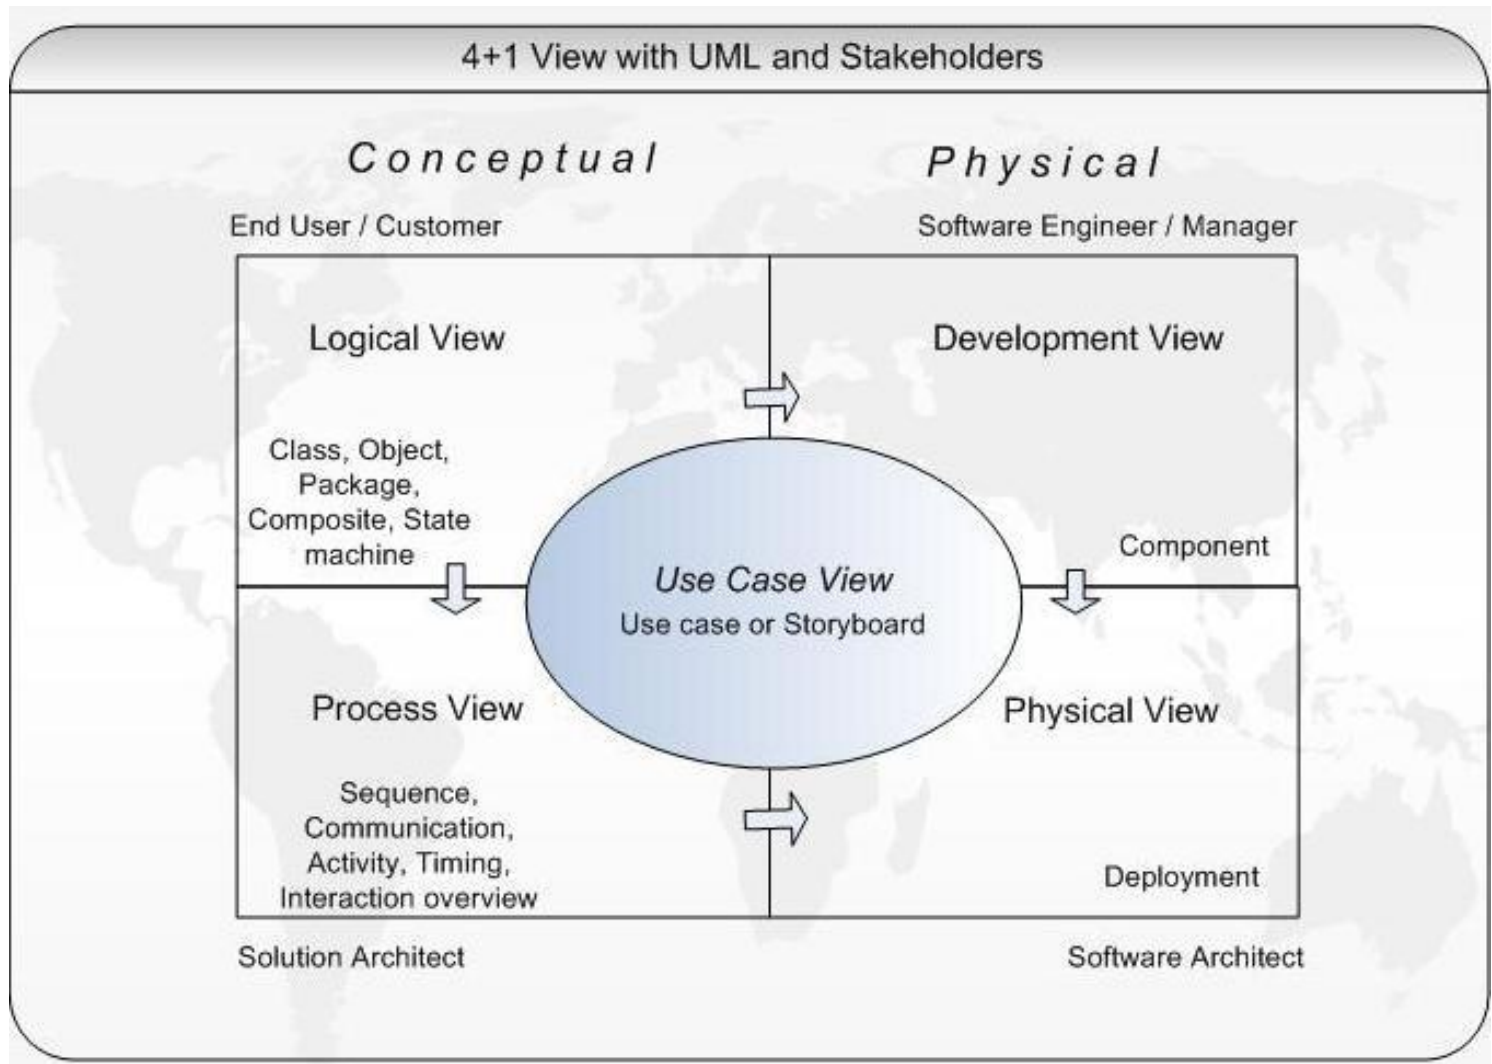 4+1 View with UML and Stakeholders
Conceptual
Physical
End User / Customer
Software Engineer / Manager
Logical View
Development View
Class, Object,
Package,
Composite, State
machine
Component
Use Case View
Use case or Storyboard
Process View
Physical View
Sequence,
Communication,
Activity, Timing,
Interaction overview
Deployment
Solution Architect
Software Architect